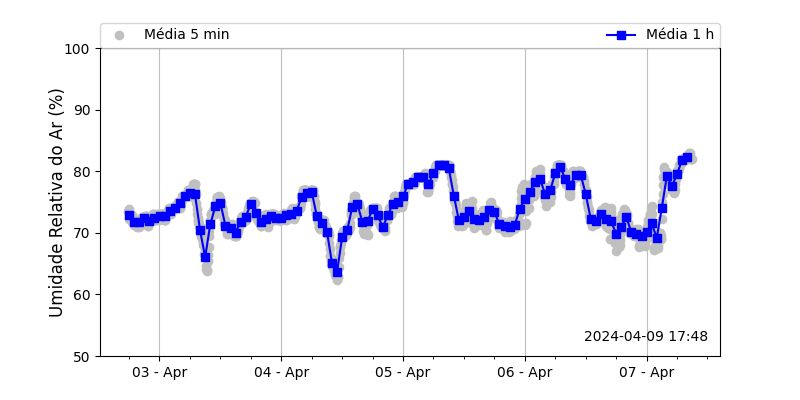 Média 5 min
Média 1 h
Umidade Relativa do Ar (%)
100
90
80
70
60
50
2024-04-09 17:48
03 - Apr
04 - Apr
05 - Apr
06 - Apr
07 - Apr